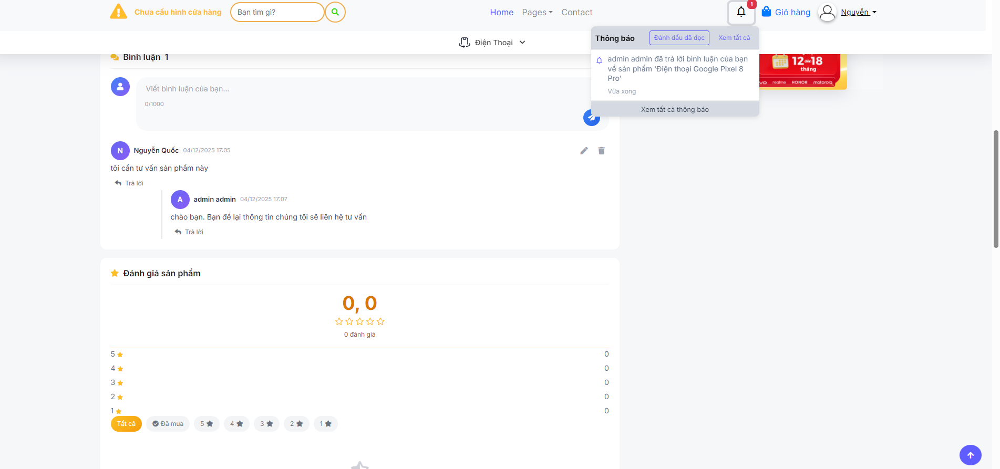 Chưa cấu hình cửa hàng
Bạn tìm gì?
Home
Pages
Contact
1
Giỏ hàng
Nguyễn
Điện Thoại
Thông báo
Đánh dấu đã đọc
Xem tất cả
admin admin đã trả lời bình luận của bạn
về sản phẩm 'Điện thoại Google Pixel 8
Pro'
Vừa xong
Xem tất cả thông báo
12 đến 18
tháng
realme HONOR motorola
Bình luận 1
Viết bình luận của bạn...
0/1000
N
Nguyễn Quốc 04/12/2025 17:05
tôi cần tư vấn sản phẩm này
Trả lời
A
admin admin 04/12/2025 17:07
chào bạn. Bạn để lại thông tin chúng tôi sẽ liên hệ tư vấn
Trả lời
Đánh giá sản phẩm
0, 0
0 đánh giá
5 0
4 0
3 0
2 0
1 0
Tất cả
Đã mua
5
4
3
2
1